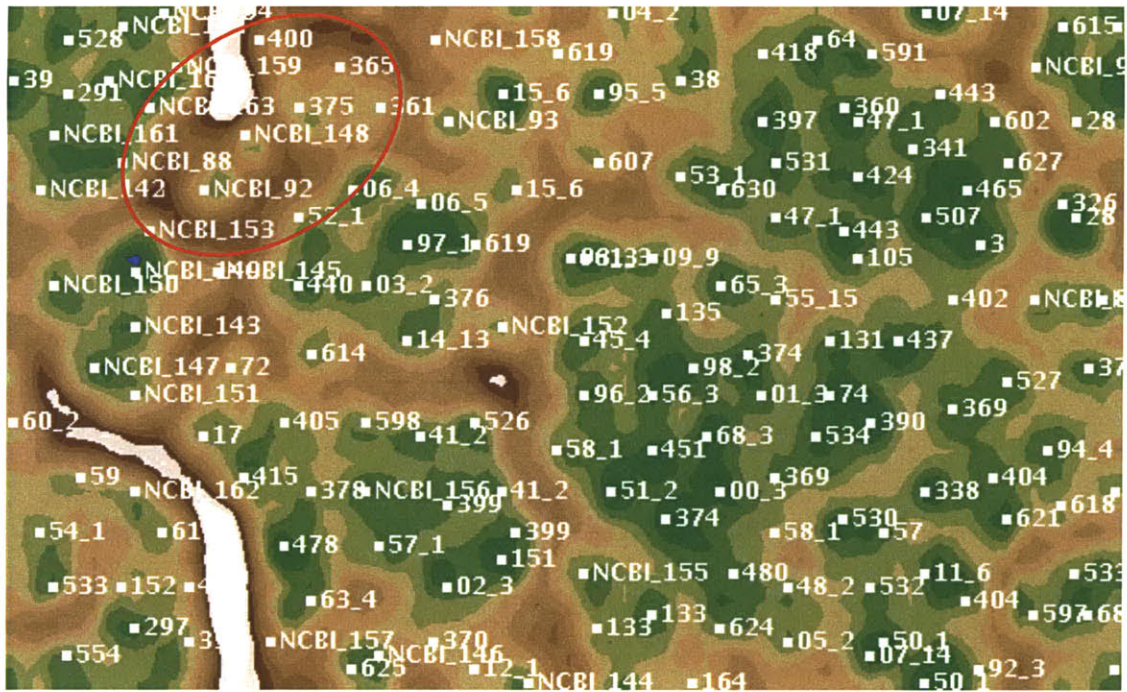 04_2 07_14
528 400 NCBI_158 64 615
619 418 591
159 365
39 38
291 15_6 95_5 443
163 375 361 360
NCBI_161 NCBI_148 NCBI_93 397 47_1 602 28
341
NCBI_88 607 531 627
53_1 424
NCBI_142 NCBI_92 06_4 15_6 630 465
06_5 326
52_1 47_1 507 28
NCBI_153 443
97_1 619 3
09_9 105
NCBI_145
NCBI_150 440 03_2 65_3
376 55_15 402
135
NCBI_143 NCBI_152
14_13 45_4 131 437
614 374
NCBI_147 72 98_2
527
NCBI_151 96_2 56_3 01_3 74
369
60_2 405 598 526 390
17 41_2 68_3 534
58_1 451 94_4
59 415 369 404
NCBI_162 378 NCBI_156 41_2 51_2 00_3 338
399 618
374 530 621
54_1 61 399 58_1 57
478 57_1
151
NCBI_155 480 11_6 533
533 152 02_3 48_2 532
63_4 404
133 597 68
297 133 624
NCBI_157 370 05_2 50_1
554 NCBI_146 07_14
625 12_1 92_3
NCBI_144 164 50_1